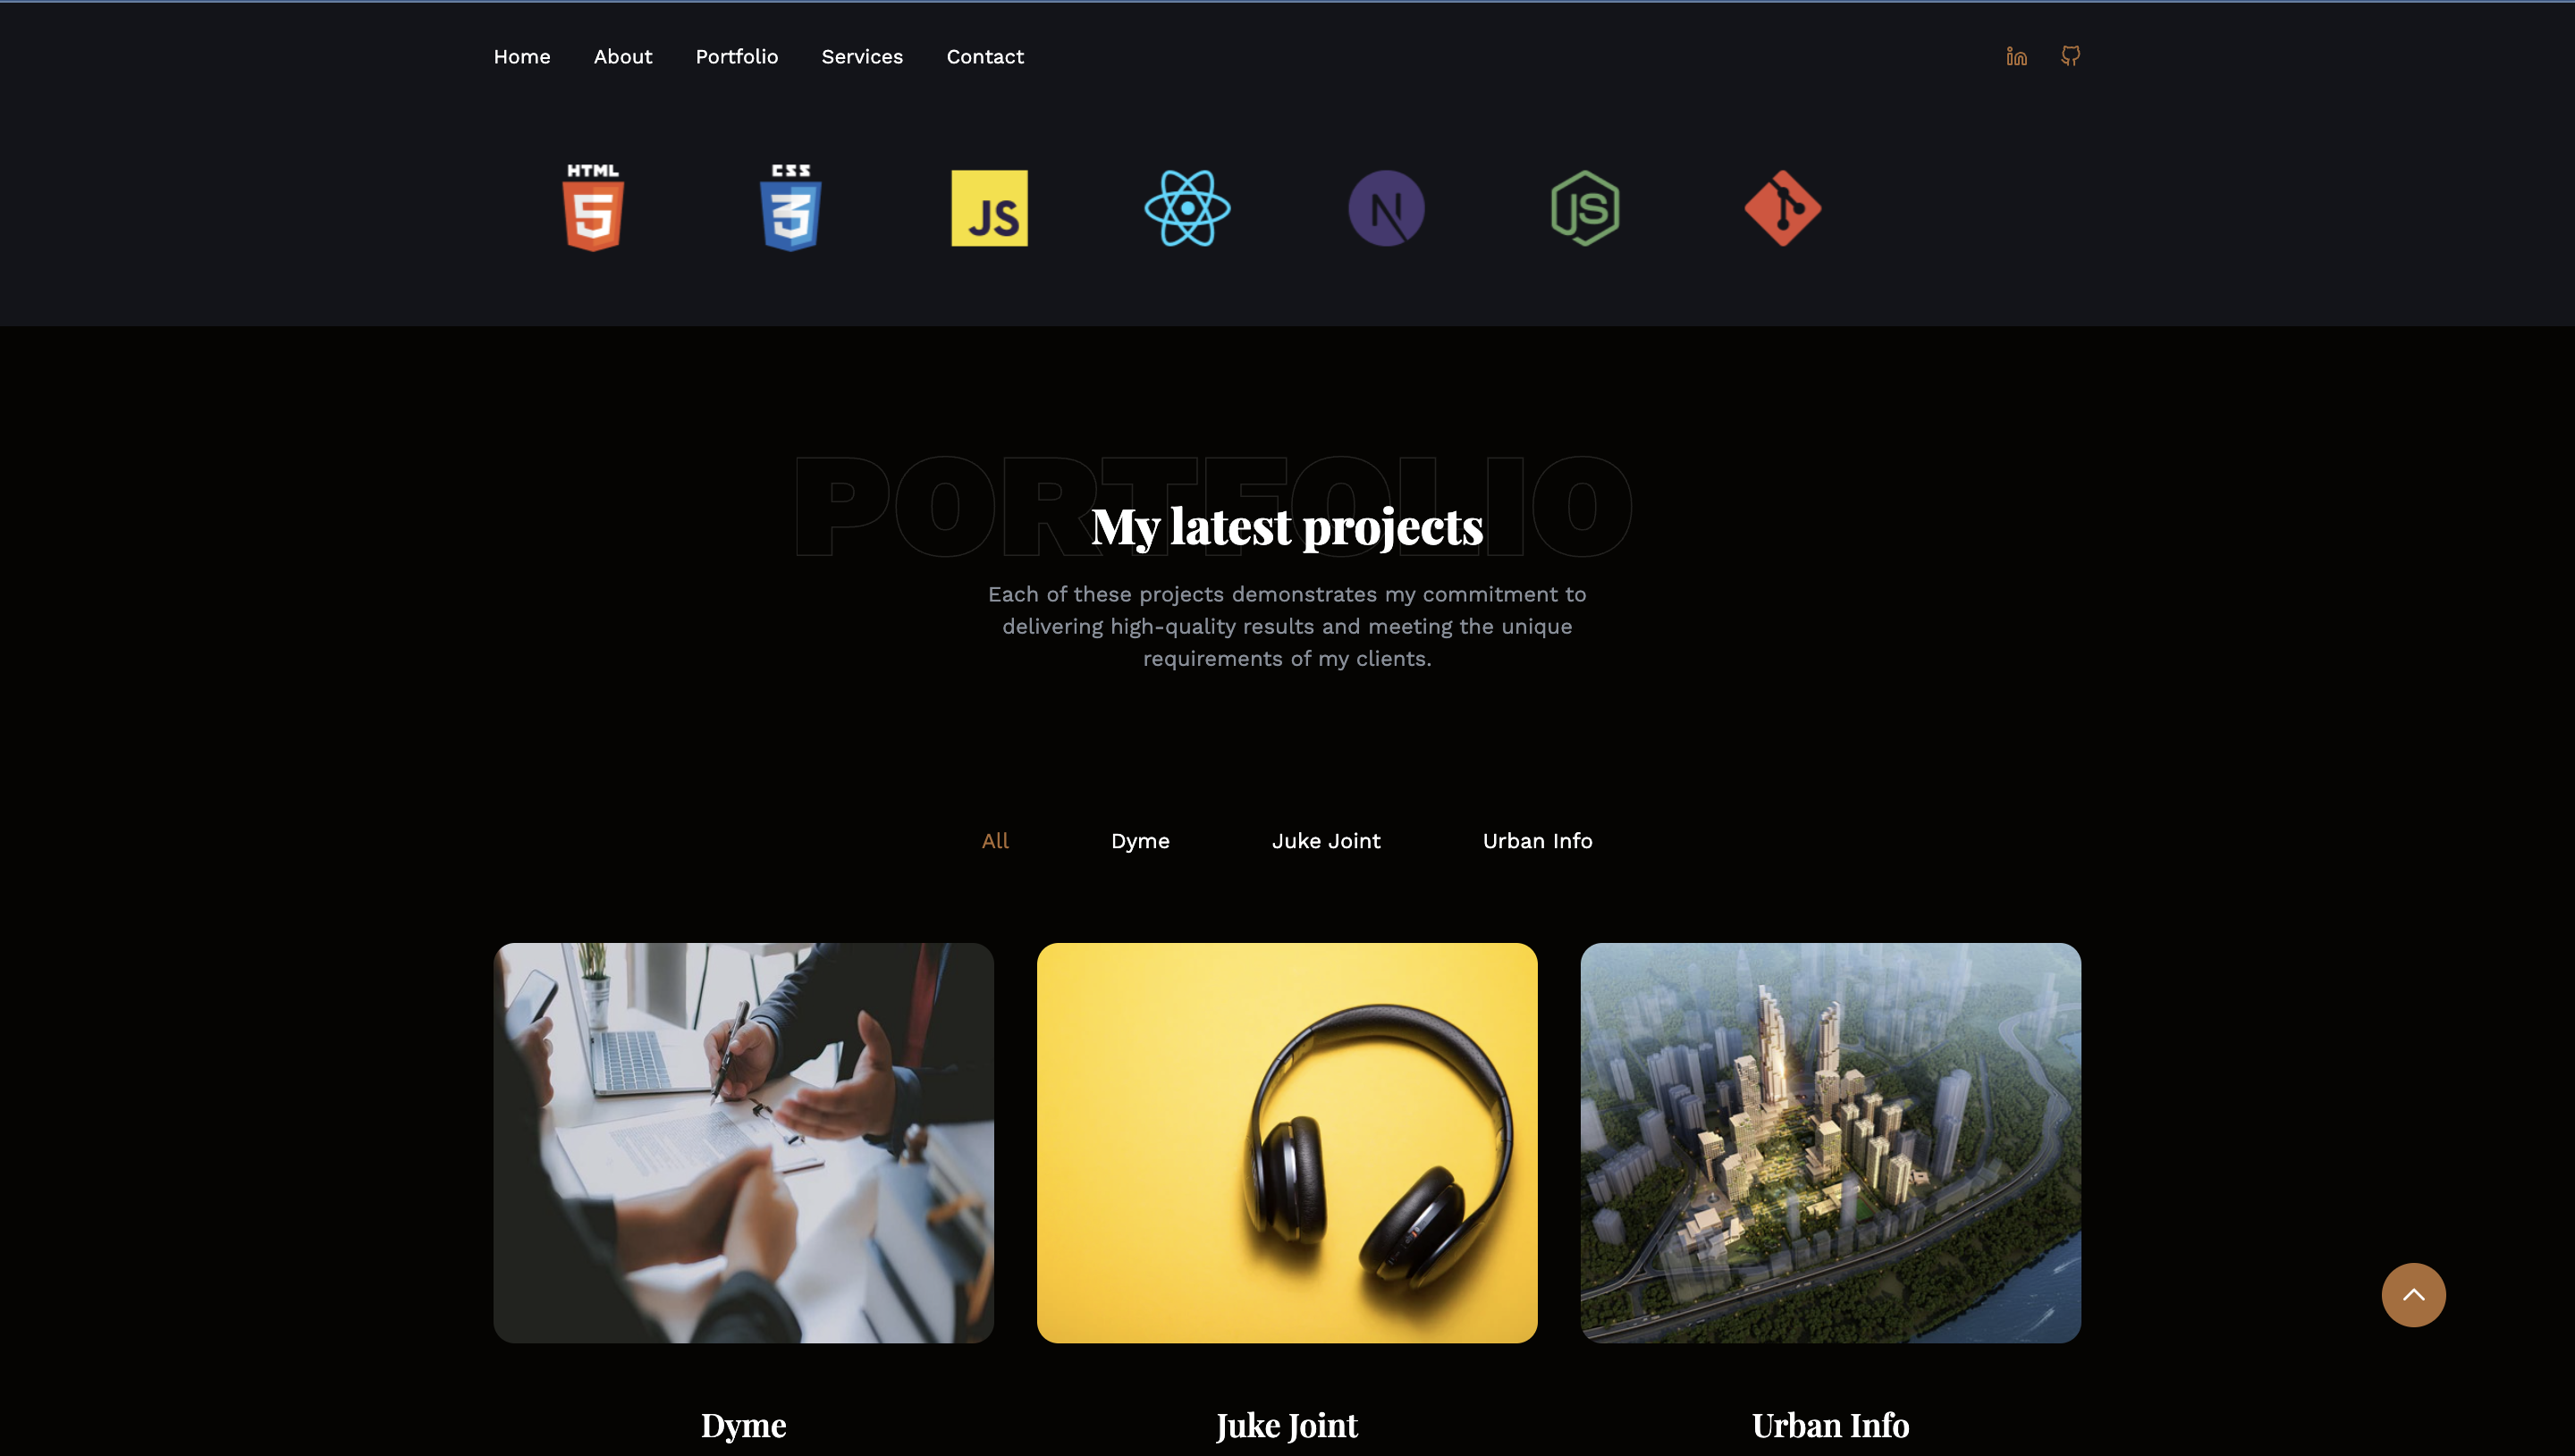 Home About Portfolio Services Contact
HTML CSS
5 3 JS N JS
PORTFOLIO
My latest projects
Each of these projects demonstrates my commitment to
delivering high-quality results and meeting the unique
requirements of my clients.
All Dyme Juke Joint Urban Info
Dyme Juke Joint Urban Info